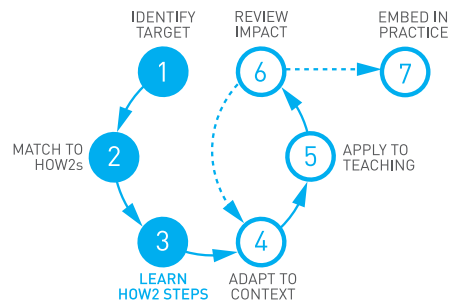 IDENTIFY
TARGET
1
REVIEW
IMPACT
6
EMBED IN
PRACTICE
7
MATCH TO
HOW2s
2
5
APPLY TO
TEACHING
3
LEARN
HOW2 STEPS
4
ADAPT TO
CONTEXT